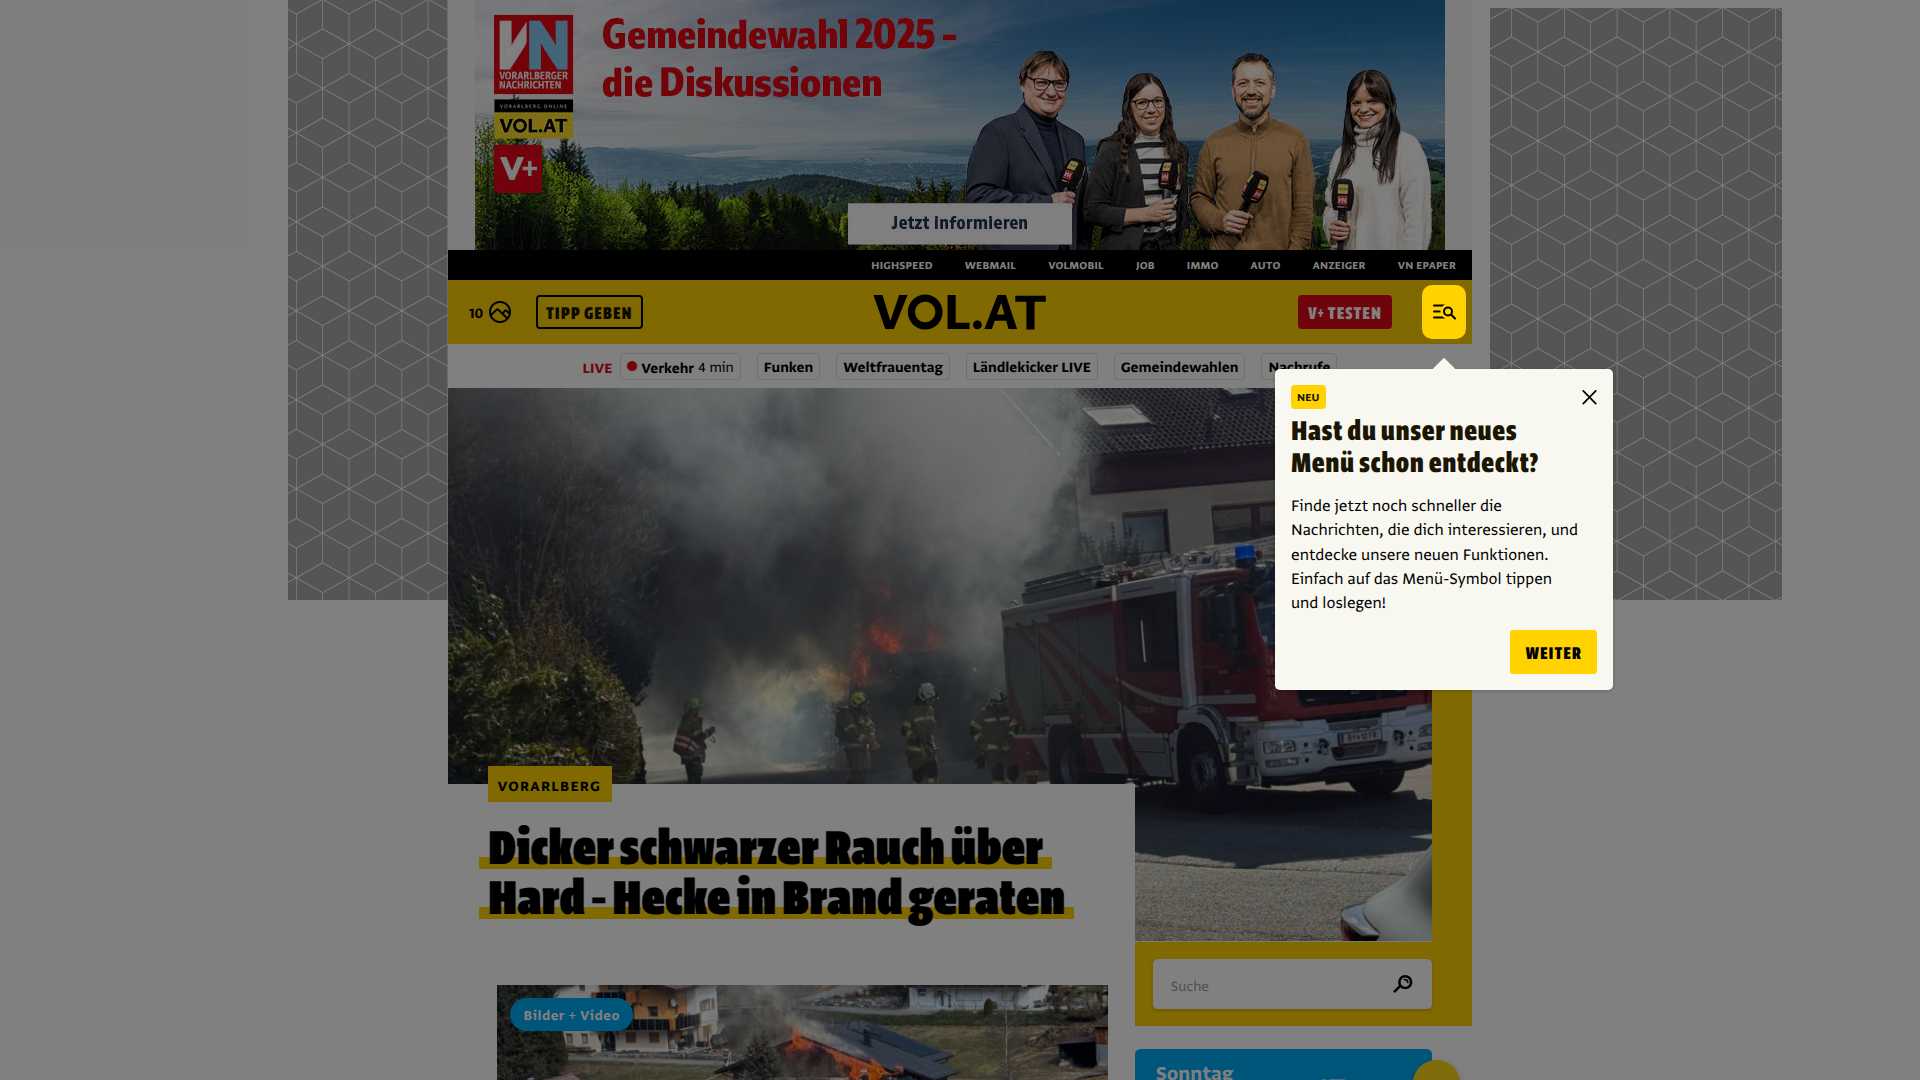 VN
VORARLBERGER
NACHRICHTEN
VORARLBERG ONLINE
VOL.AT
V+
Gemeindewahl 2025 –
die Diskussionen
Jetzt Informieren
HIGHSPEED WEBMAIL VOLMOBIL JOB IMMO AUTO ANZEIGER VN EPAPER
10 TIPP GEBEN VOL.AT V+ TESTEN
LIVE Verkehr 4 min Funken Weltfrauentag Ländlekicker LIVE Gemeindewahlen Nachrufe
NEU
Hast du unser neues
Menü schon entdeckt?
Finde jetzt noch schneller die
Nachrichten, die dich interessieren, und
entdecke unsere neuen Funktionen.
Einfach auf das Menü-Symbol tippen
und loslegen!
WEITER
VORARLBERG
Dicker schwarzer Rauch über
Hard - Hecke in Brand geraten
Suche
Bilder + Video
Sonntag